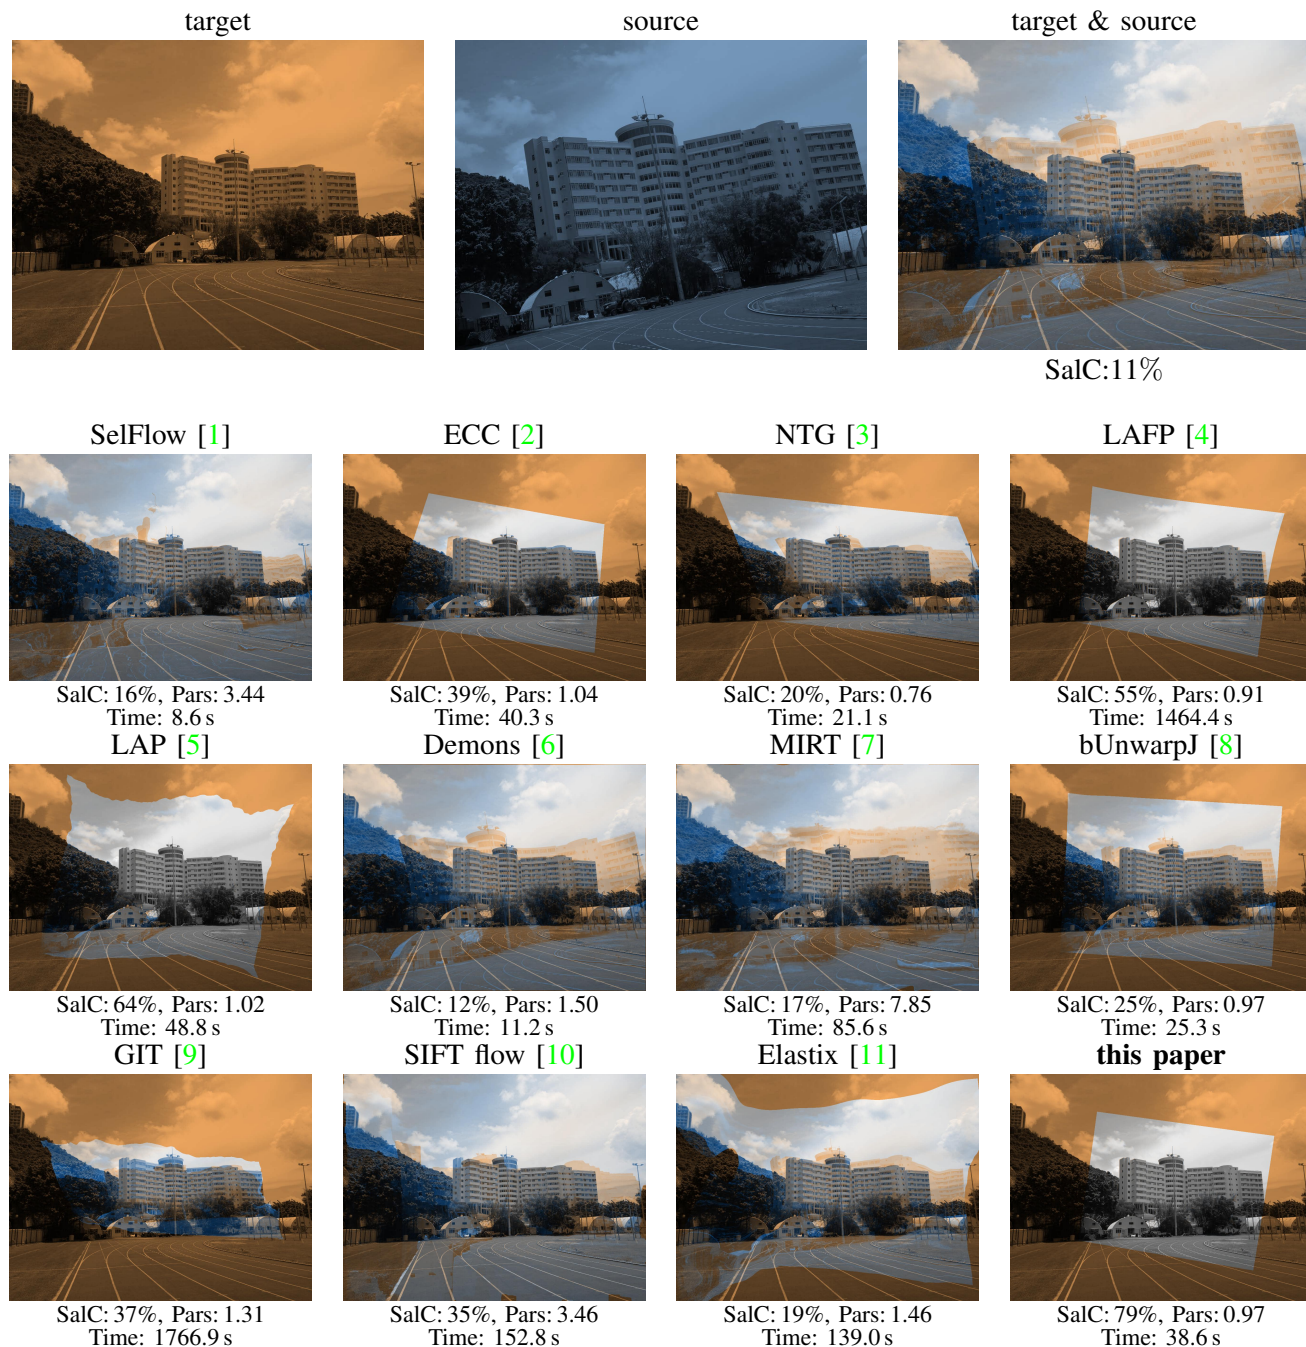 target
source
target & source
SalC:11%
SelFlow [1]
ECC [2]
NTG [3]
LAFP [4]
SalC: 16%, Pars: 3.44
Time: 8.6 s
SalC: 39%, Pars: 1.04
Time: 40.3 s
SalC: 20%, Pars: 0.76
Time: 21.1 s
SalC: 55%, Pars: 0.91
Time: 1464.4 s
LAP [5]
Demons [6]
MIRT [7]
bUnwarpJ [8]
SalC: 64%, Pars: 1.02
Time: 48.8 s
SalC: 12%, Pars: 1.50
Time: 11.2 s
SalC: 17%, Pars: 7.85
Time: 85.6 s
SalC: 25%, Pars: 0.97
Time: 25.3 s
GIT [9]
SIFT flow [10]
Elastix [11]
this paper
SalC: 37%, Pars: 1.31
Time: 1766.9 s
SalC: 35%, Pars: 3.46
Time: 152.8 s
SalC: 19%, Pars: 1.46
Time: 139.0 s
SalC: 79%, Pars: 0.97
Time: 38.6 s